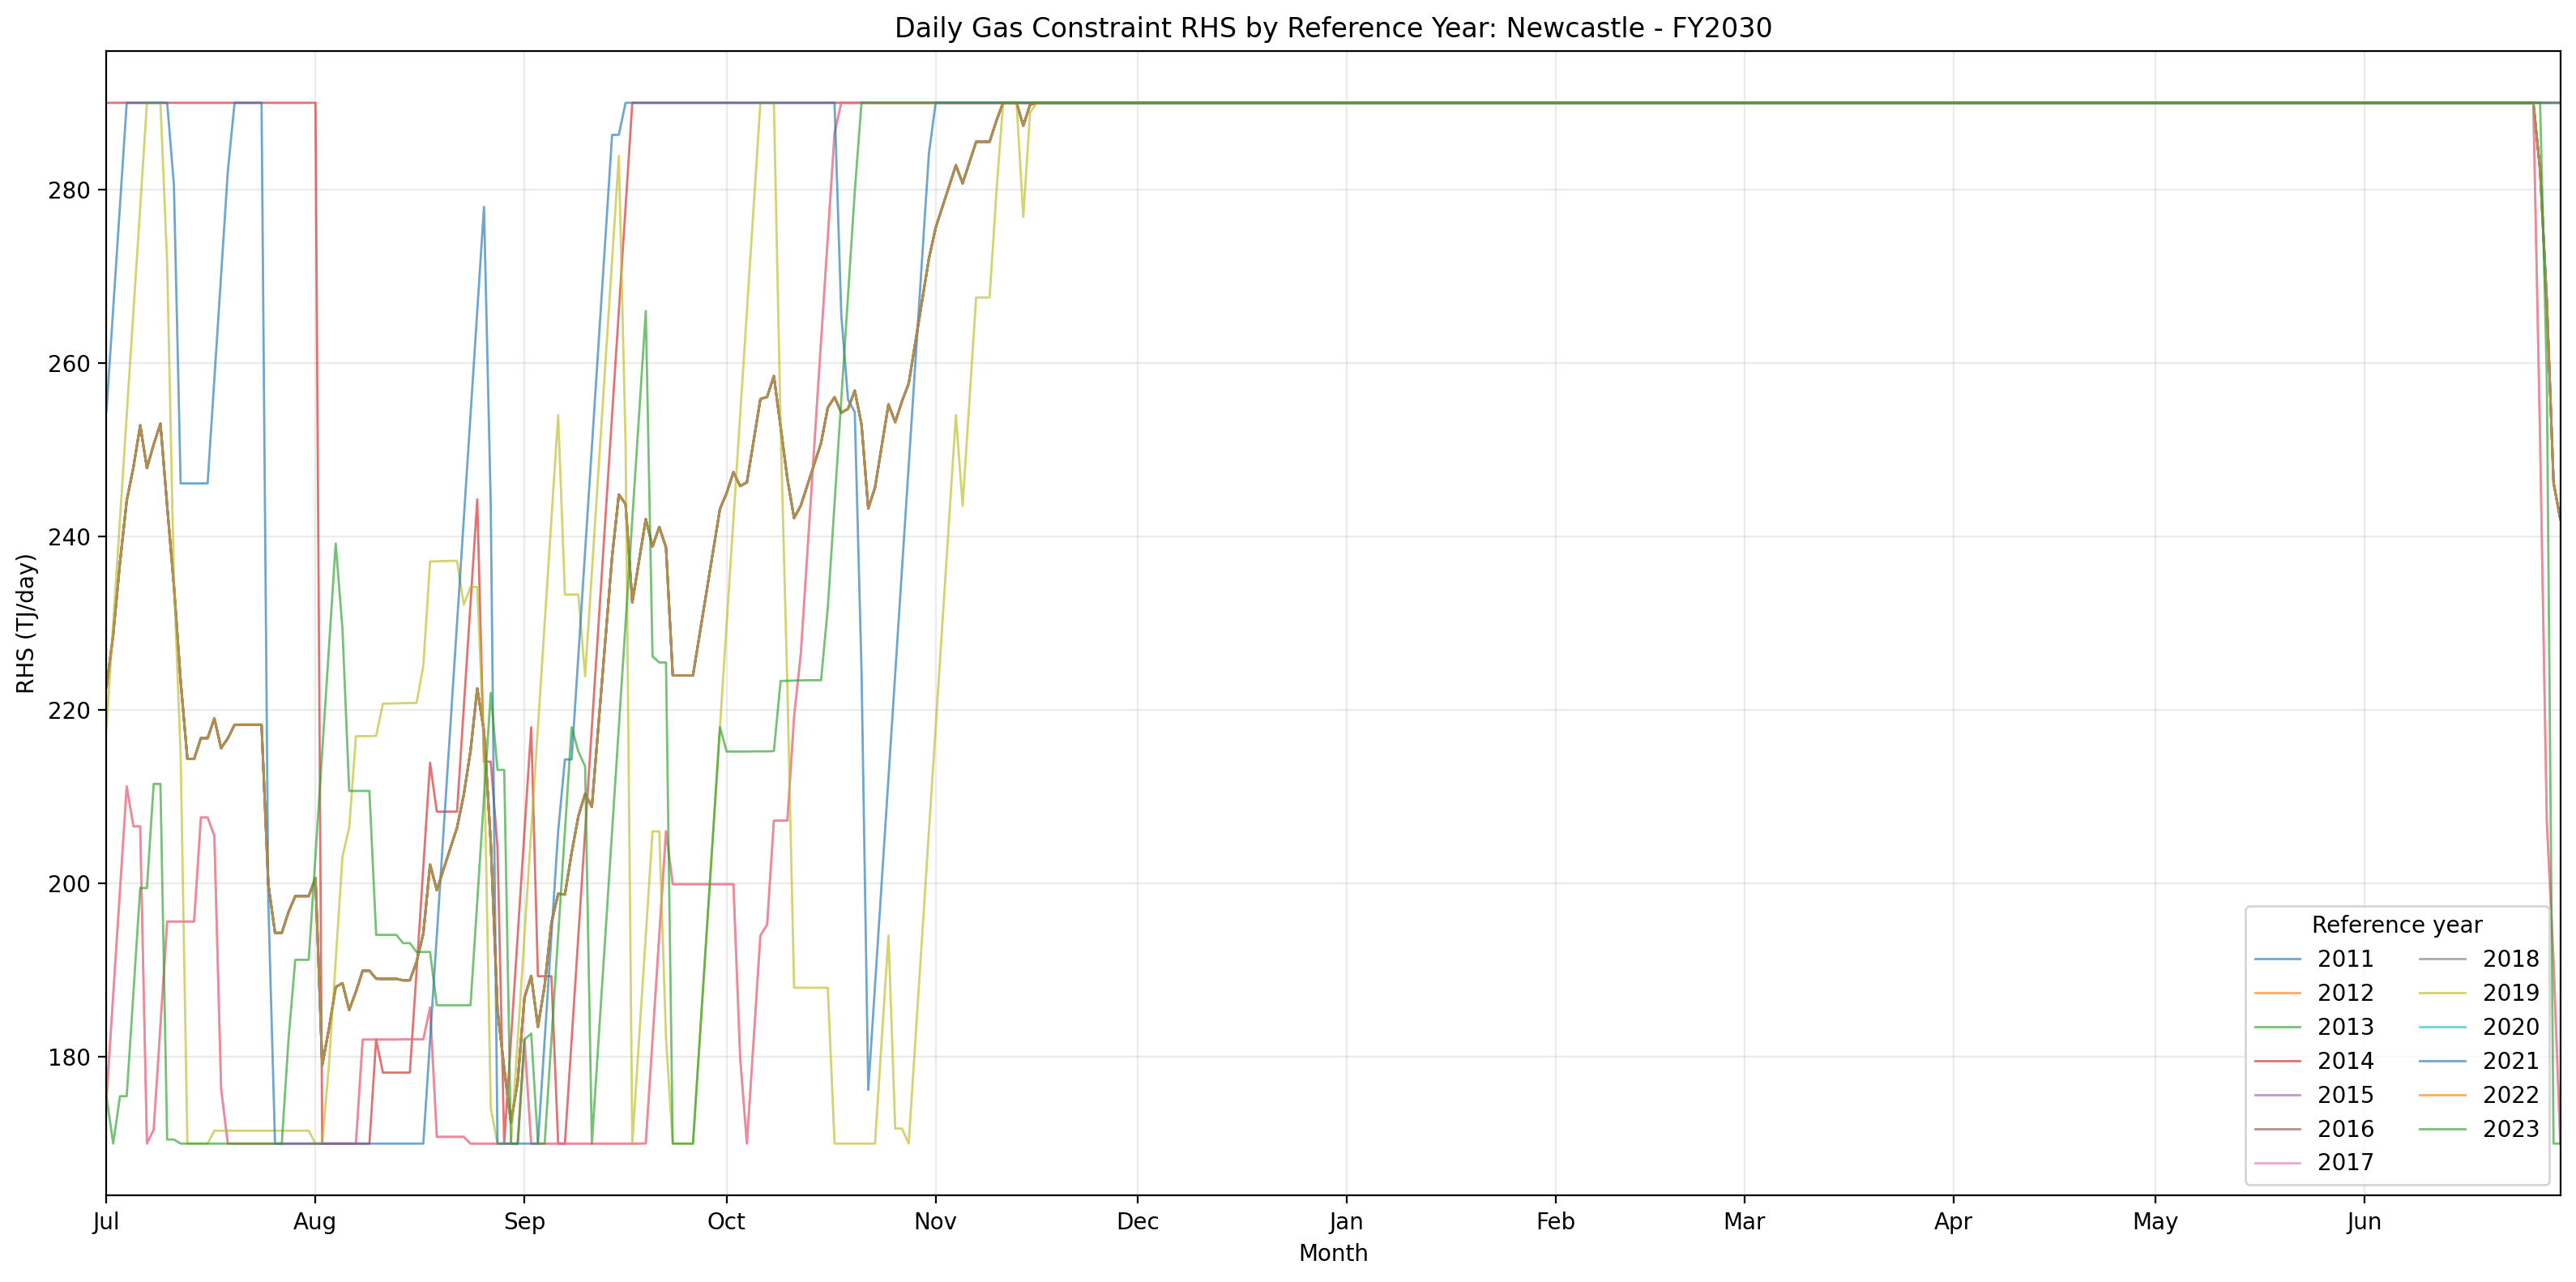 Daily Gas Constraint RHS by Reference Year: Newcastle - FY2030
RHS (TJ/day)
280
260
240
220
200
180
Jul Aug Sep Oct Nov Dec Jan Feb Mar Apr May Jun
Month
Reference year
2011 2018
2012 2019
2013 2020
2014 2021
2015 2022
2016 2023
2017